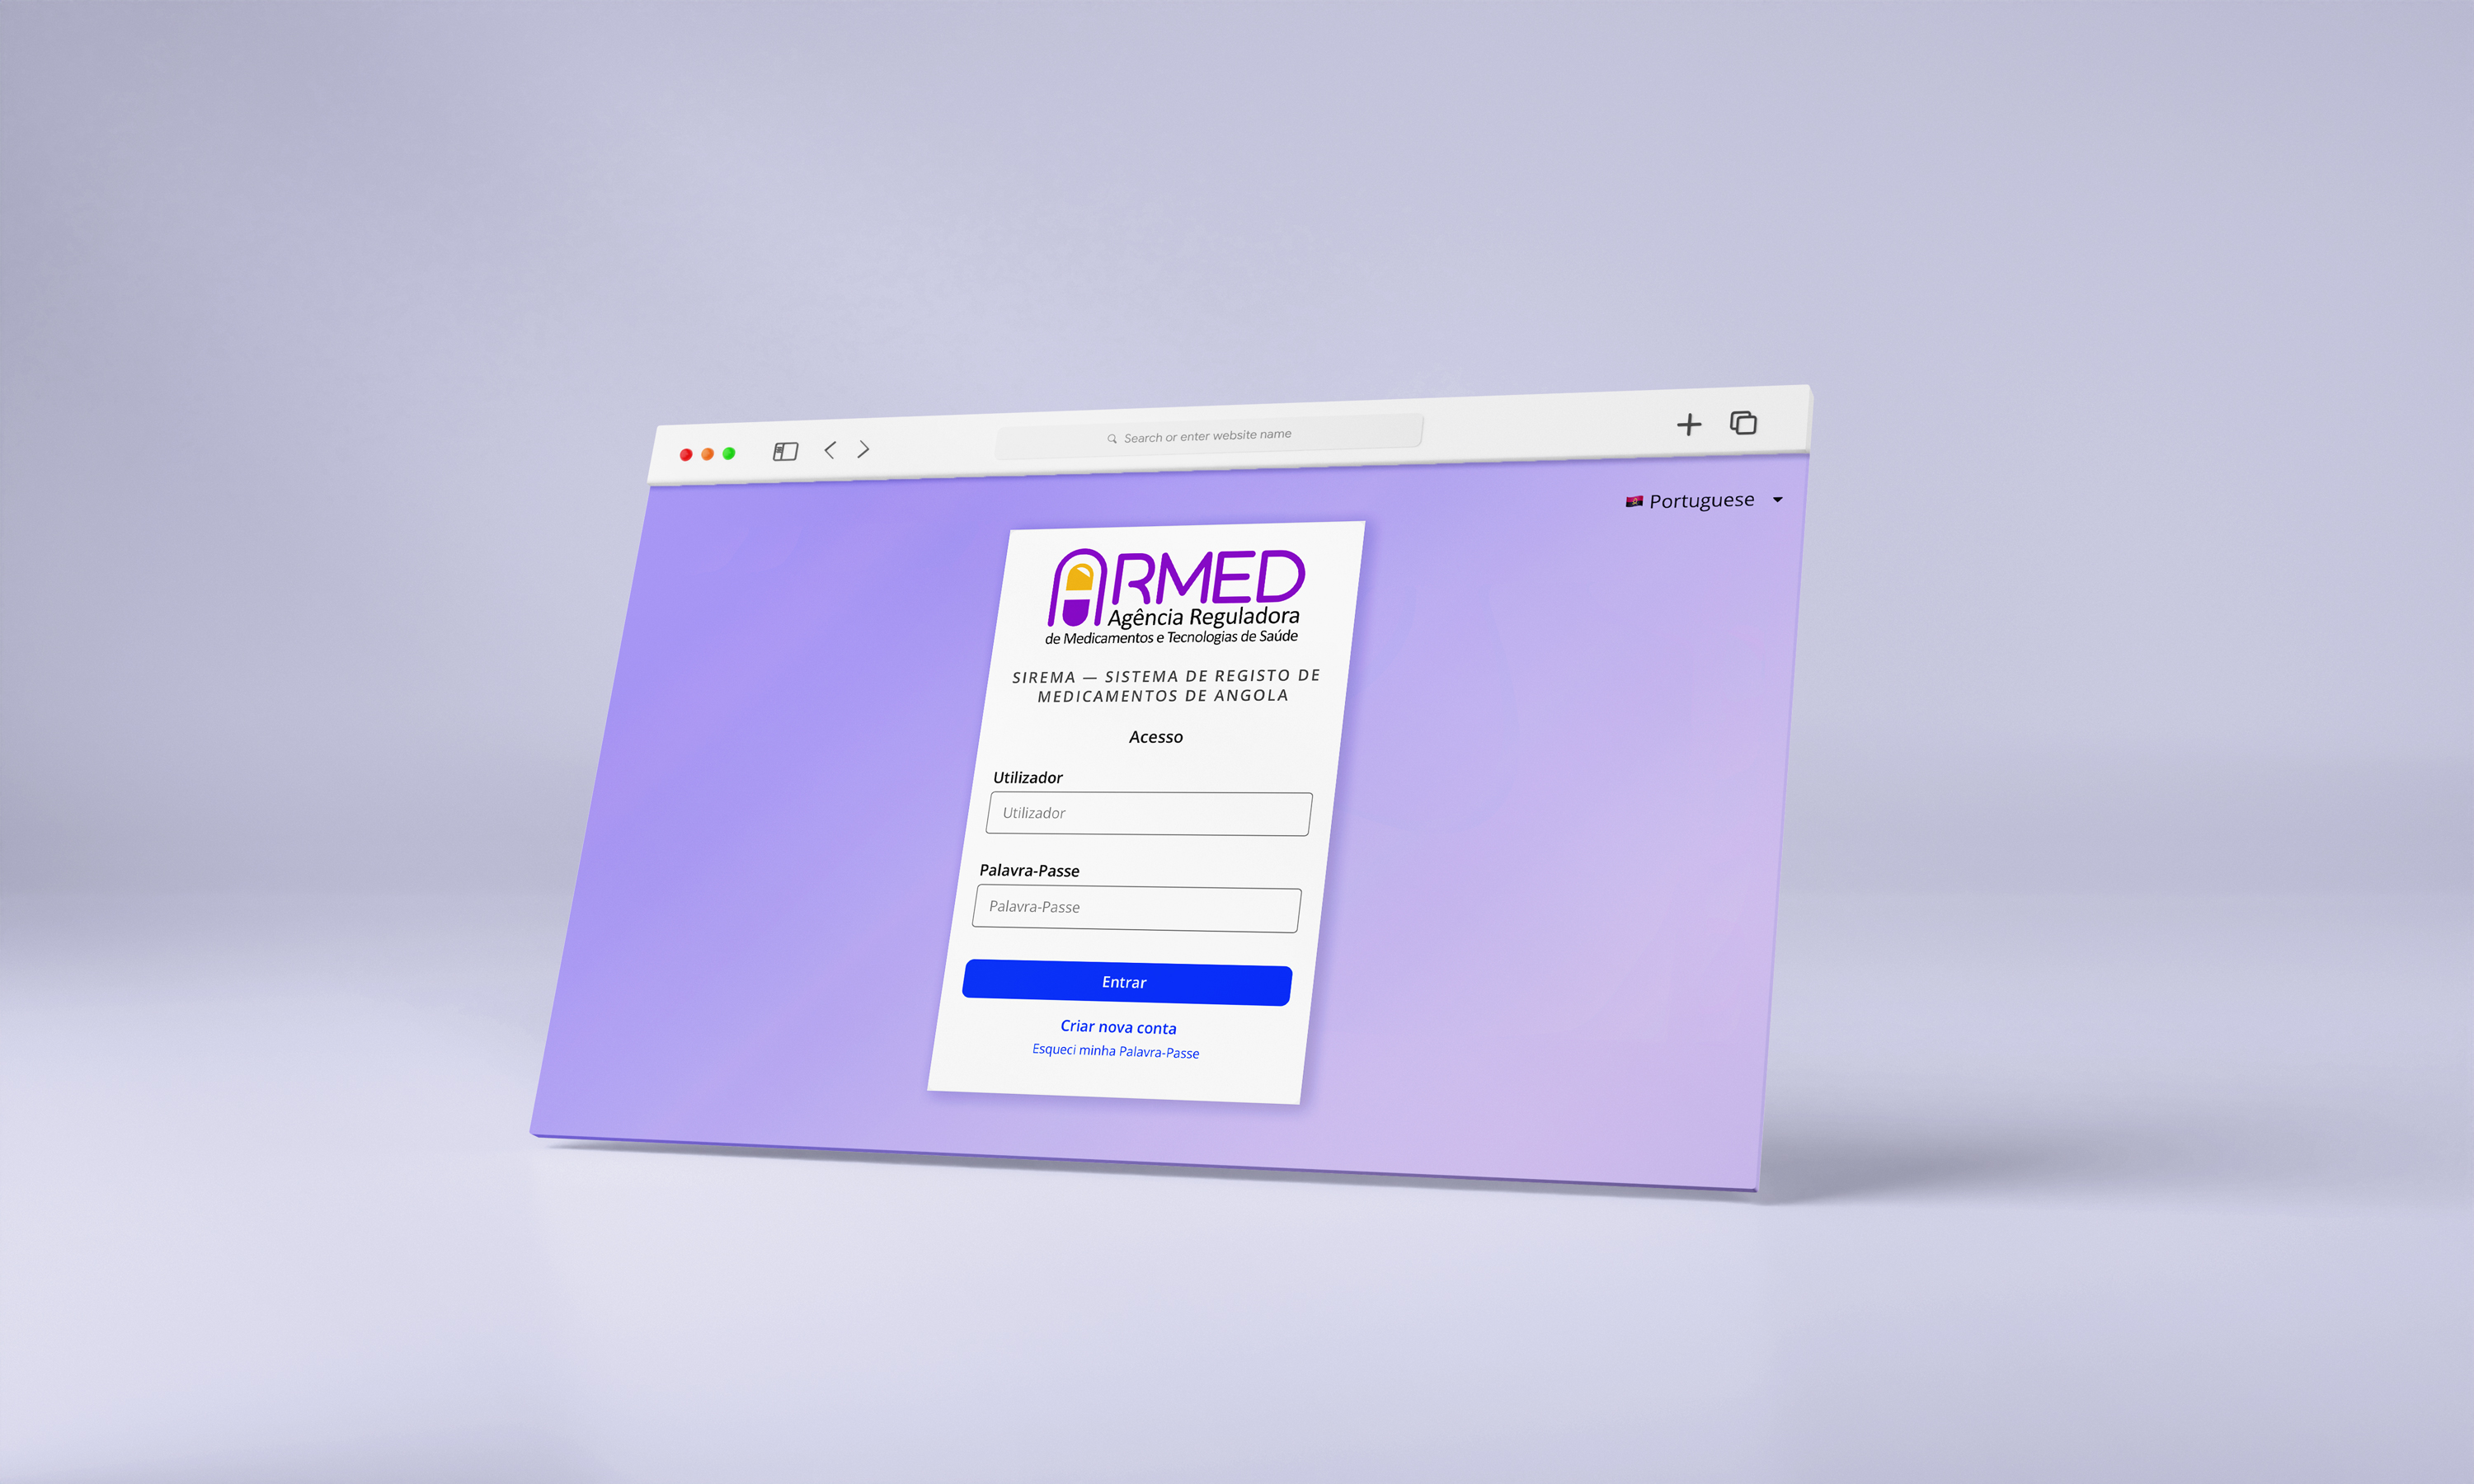 Search or enter website name
Portuguese
ARMED
Agência Reguladora
de Medicamentos e Tecnologias de Saúde
SIREMA — SISTEMA DE REGISTO DE
MEDICAMENTOS DE ANGOLA
Acesso
Utilizador
Utilizador
Palavra-Passe
Palavra-Passe
Entrar
Criar nova conta
Esqueci minha Palavra-Passe